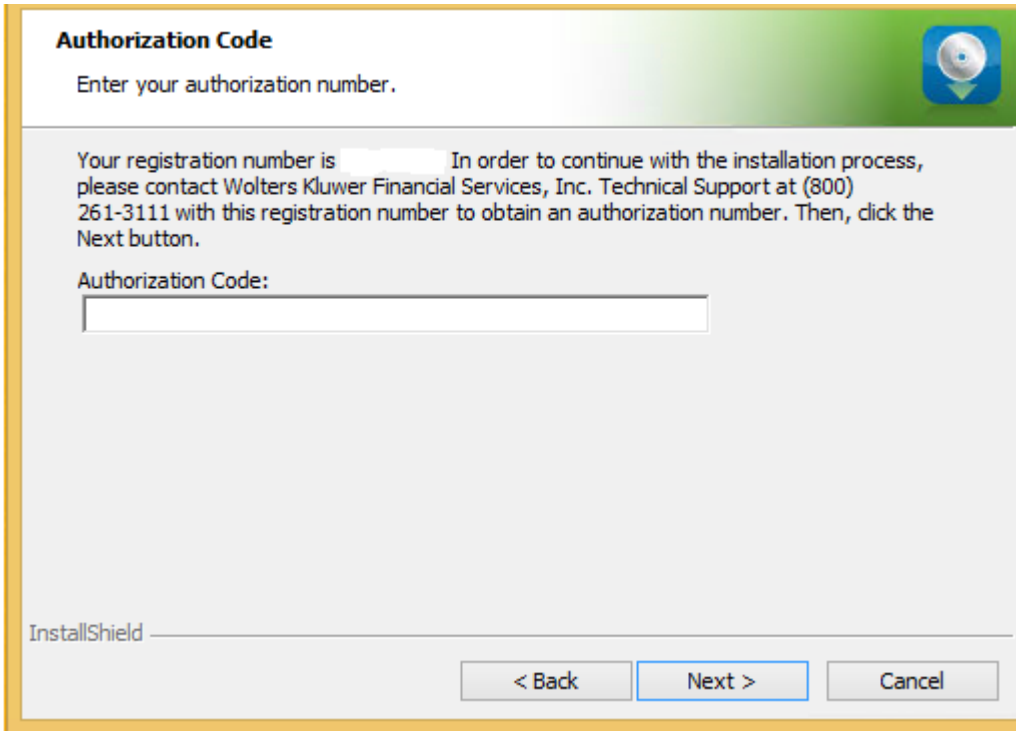 Authorization Code
Enter your authorization number.
Your registration number is In order to continue with the installation process,
please contact Wolters Kluwer Financial Services, Inc. Technical Support at (800)
261-3111 with this registration number to obtain an authorization number. Then, click the
Next button.
Authorization Code:
InstallShield
< Back Next > Cancel